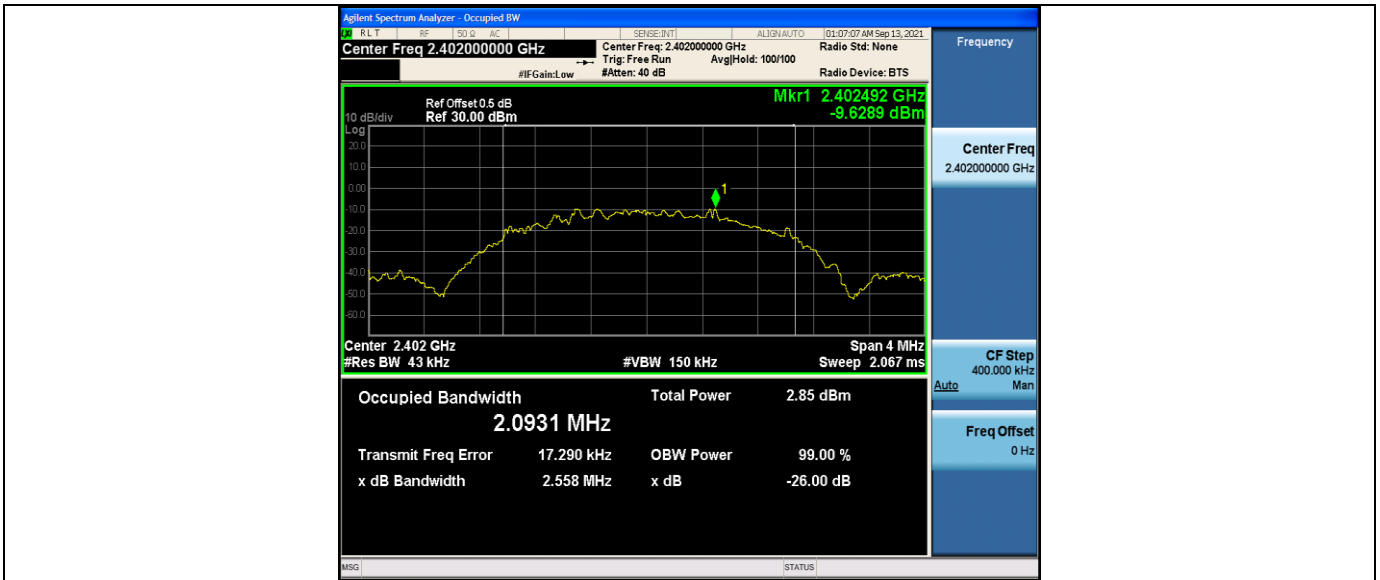 Agilent Spectrum Analyzer - Occupied BW
LXI RLT RF 50 Ω AC SENSE:INT ALIGNAUTO 01:07:07 AM Sep 13, 2021
Center Freq 2.402000000 GHz Center Freq: 2.402000000 GHz Radio Std: None Frequency
Trig: Free Run Avg|Hold: 100/100
#IFGain:Low #Atten: 40 dB Radio Device: BTS
Mkr1 2.402492 GHz
Ref Offset 0.5 dB
10 dB/div Ref 30.00 dBm -9.6289 dBm
Log
20.0
10.0
0.00
-10.0
-20.0
-30.0
-40.0
-50.0
-60.0
1
Center Freq
2.402000000 GHz
Center 2.402 GHz Span 4 MHz
#Res BW 43 kHz #VBW 150 kHz Sweep 2.067 ms
CF Step
400.000 kHz
Auto Man
Occupied Bandwidth Total Power 2.85 dBm
2.0931 MHz
Freq Offset
0 Hz
Transmit Freq Error 17.290 kHz OBW Power 99.00 %
x dB Bandwidth 2.558 MHz x dB -26.00 dB
MSG STATUS